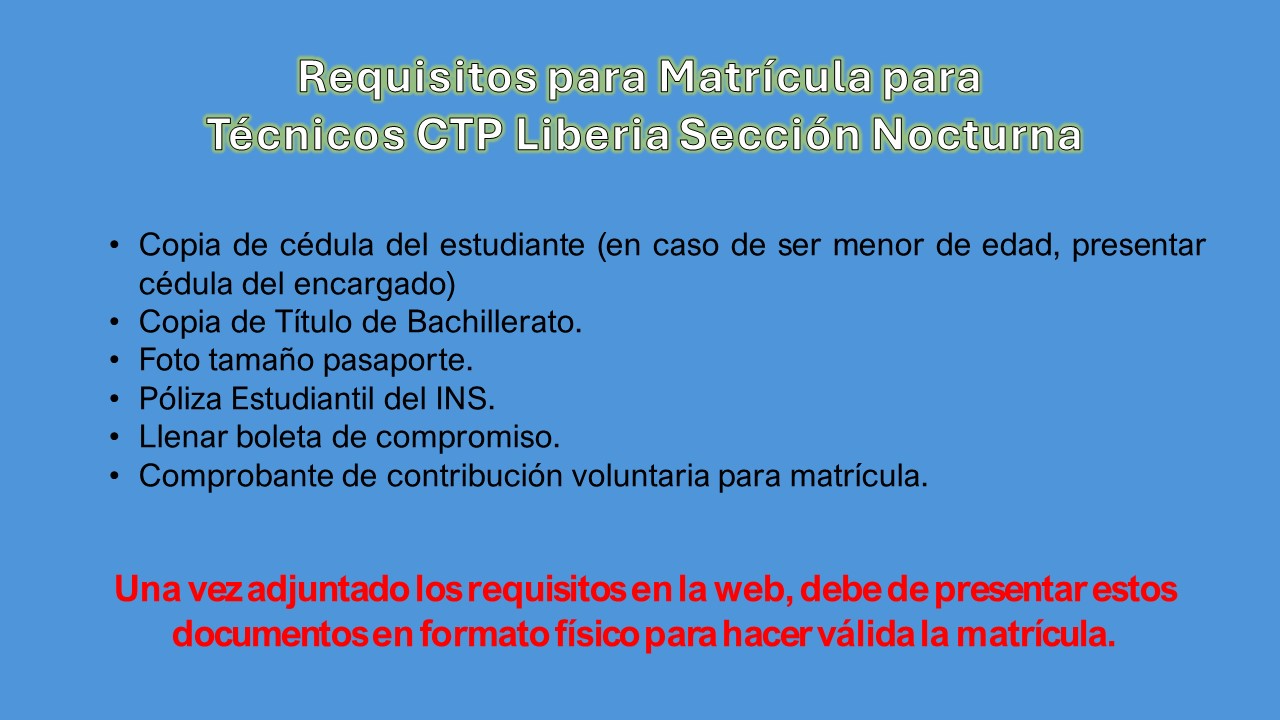 Requisitos para Matrícula para
Técnicos CTP Liberia Sección Nocturna
• Copia de cédula del estudiante (en caso de ser menor de edad, presentar
cédula del encargado)
• Copia de Título de Bachillerato.
• Foto tamaño pasaporte.
• Póliza Estudiantil del INS.
• Llenar boleta de compromiso.
• Comprobante de contribución voluntaria para matrícula.
Una vez adjuntado los requisitos en la web, debe de presentar estos
documentos en formato físico para hacer válida la matrícula.